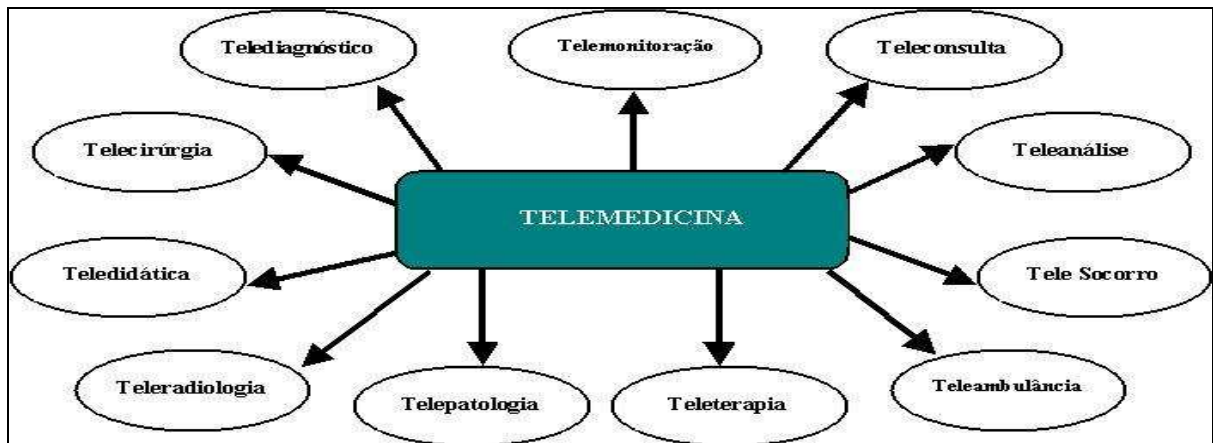 Telediagnóstico
Telemonitoração
Teleconsulta
Telecirúrgia
Teleanálise
TELEMEDICINA
Teledidática
Tele Socorro
Teleradiologia
Telepatologia
Teleterapia
Teleambulância